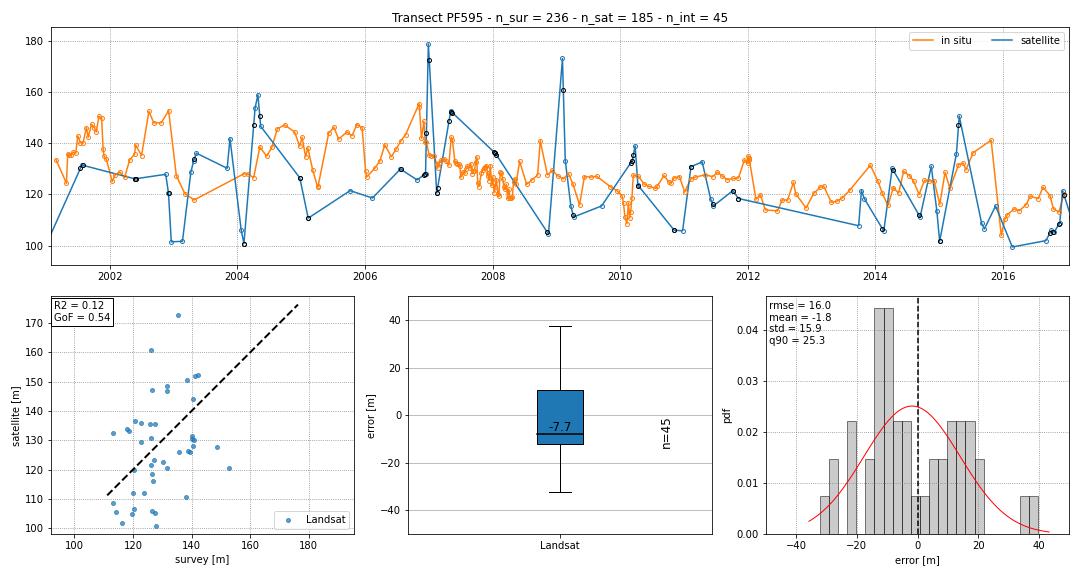 Transect PF595 - n_sur = 236 - n_sat = 185 - n_int = 45
in situ satellite
180
160
140
120
100
2002 2004 2006 2008 2010 2012 2014 2016
R2 = 0.12
GoF = 0.54
170
160
150
140
130
120
110
100
satellite [m]
100 120 140 160 180
survey [m]
Landsat
40
20
0
−20
−40
error [m]
-7.7
n=45
Landsat
rmse = 16.0
mean = -1.8
std = 15.9
q90 = 25.3
0.04
0.03
0.02
0.01
0.00
pdf
−40 −20 0 20 40
error [m]